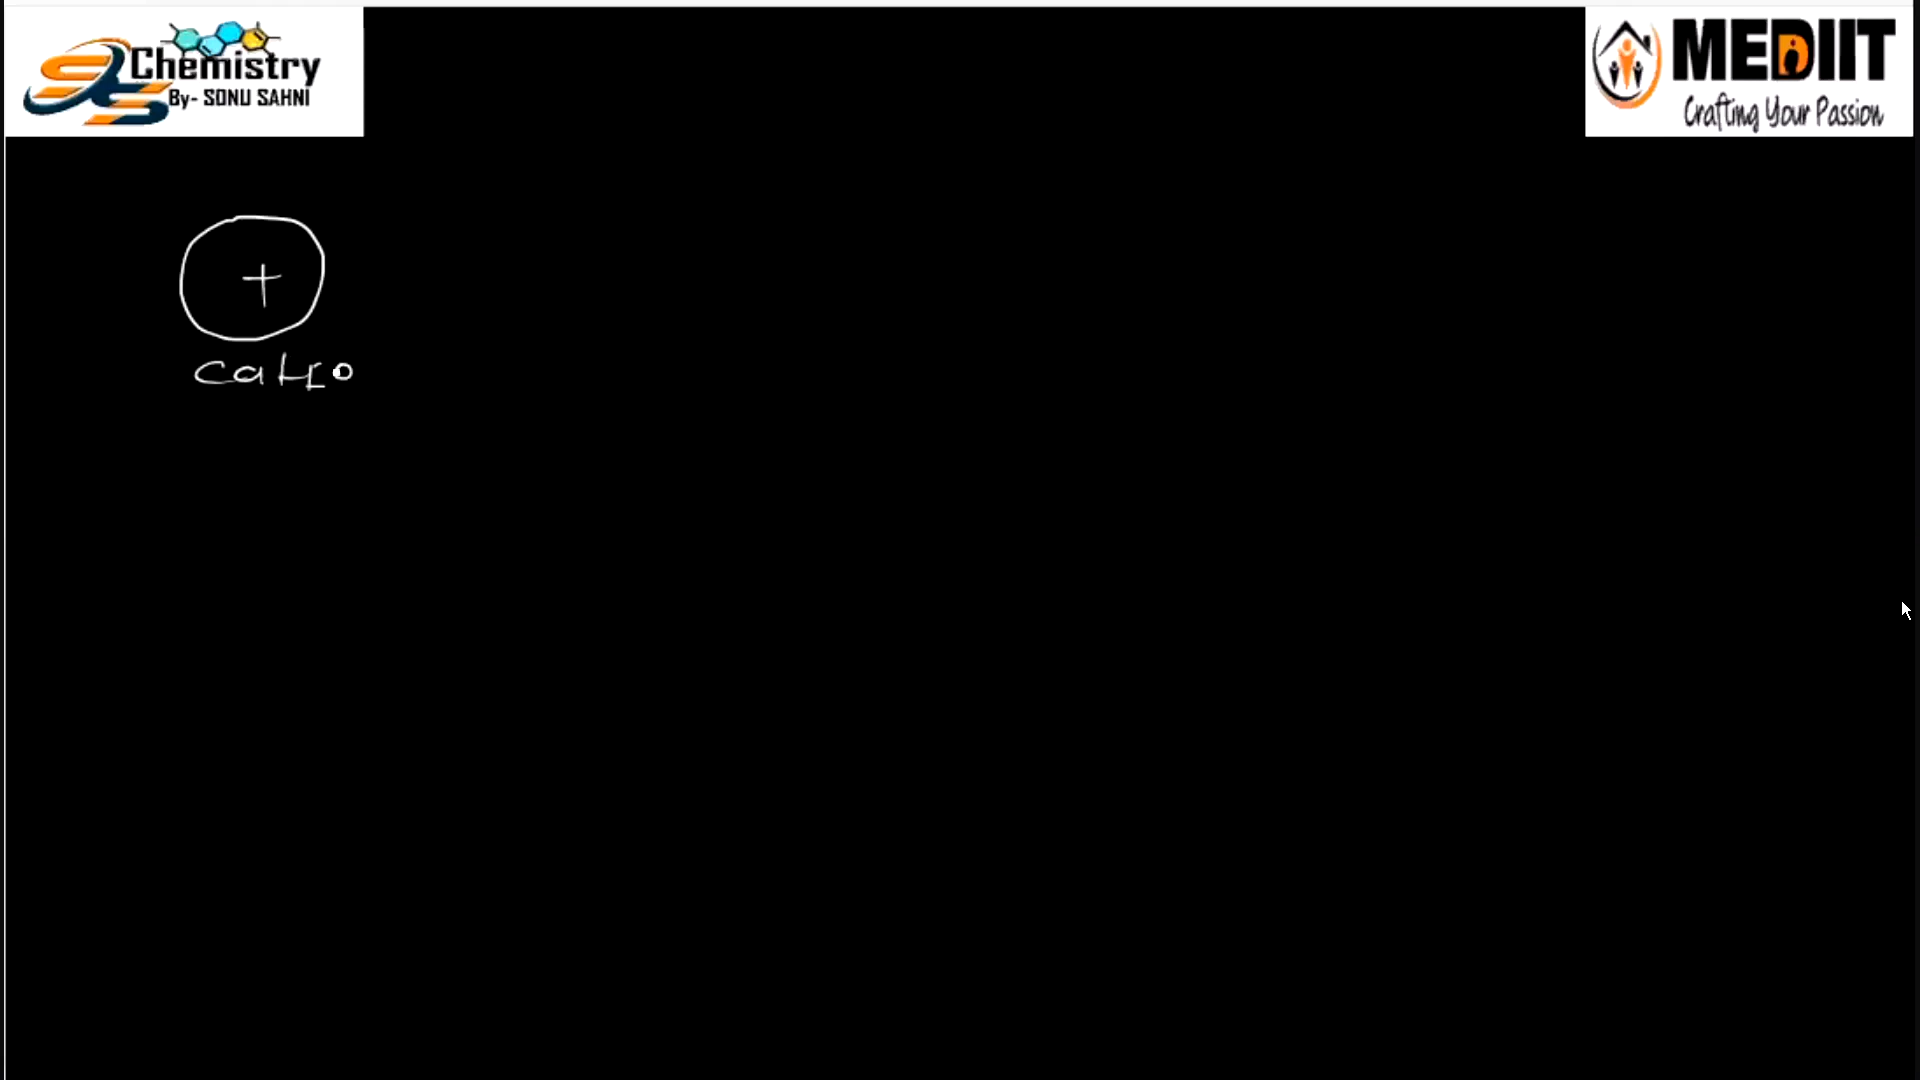 Chemistry
By- SONU SAHNI
MEDIIT
Crafting Your Passion
+
catio